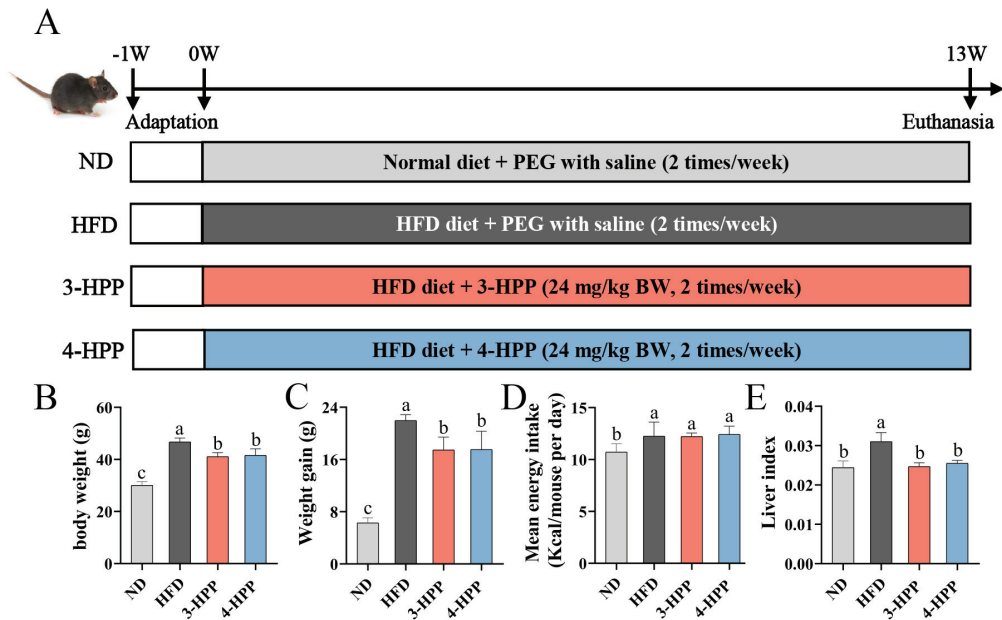 A
-1W 0W 13W
Adaptation Euthanasia
ND Normal diet + PEG with saline (2 times/week)
HFD HFD diet + PEG with saline (2 times/week)
3-HPP HFD diet + 3-HPP (24 mg/kg BW, 2 times/week)
4-HPP HFD diet + 4-HPP (24 mg/kg BW, 2 times/week)
B
body weight (g)
60
40
20
0
c a b b
ND HFD 3-HPP 4-HPP
C
Weight gain (g)
24
16
8
0
c a b b
ND HFD 3-HPP 4-HPP
D
Mean energy intake
(Kcal/mouse per day)
15
10
5
0
b a a a
ND HFD 3-HPP 4-HPP
E
Liver index
0.04
0.03
0.02
0.01
0.00
b a b b
ND HFD 3-HPP 4-HPP